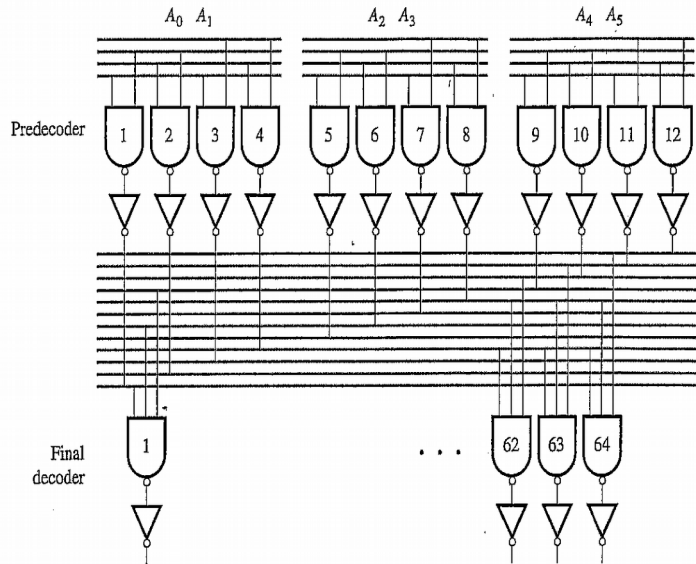 A0 A1 A2 A3 A4 A5
Predecoder 1 2 3 4 5 6 7 8 9 10 11 12
1 62 63 64
Final
decoder
. . .